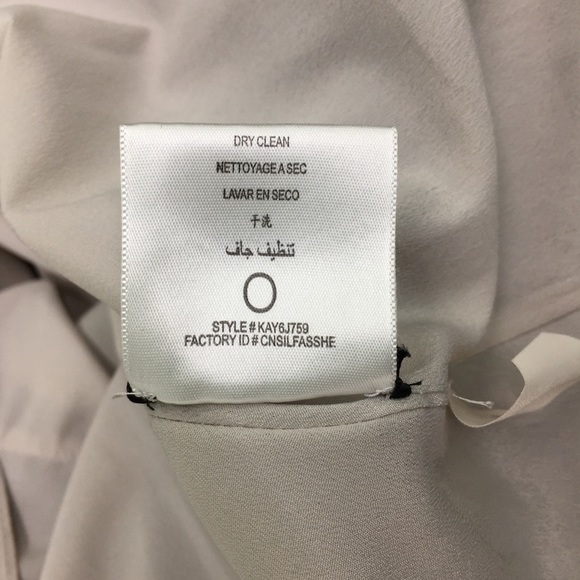 DRY CLEAN
NETTOYAGE A SEC
LAVAR EN SECO
干洗
تنظيف جاف
STYLE # KAY6J759
FACTORY ID # CNSILFASSHE